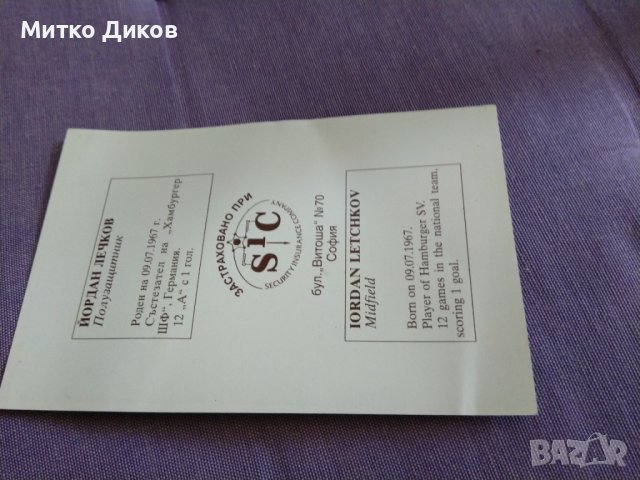 Митко Диков
ЙОРДАН ЛЕЧКОВ
Полузащитник
Роден на 09.07.1967 г.
Състезател на „Хамбургер
ШФ“, Германия.
12 „А“ с 1 гол.
ЗАСТРАХОВАНО ПРИ
SIC
SECURITY INSURANCE COMPANY
бул. „Витоша“ №70
София
IORDAN LETCHKOV
Midfield
Born on 09.07.1967.
Player of Hamburger SV.
12 games in the national team,
scoring 1 goal.
BAZAR